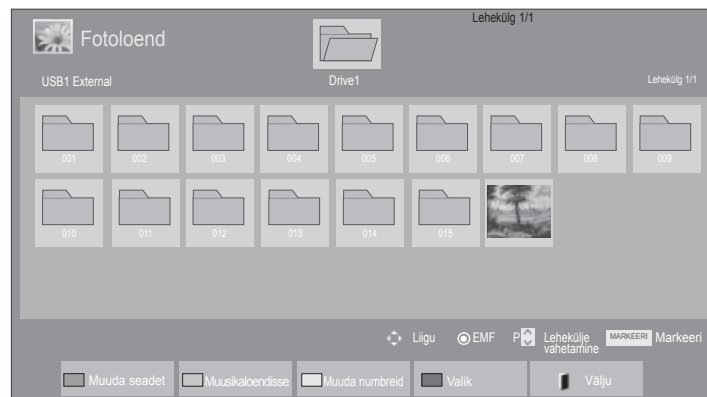 Lehekülg 1/1
Fotoloend
USB1 External
Drive1
Lehekülg 1/1
001 002 003 004 005 006 007 008 009
010 011 012 013 014 015
Liigu
EMF
P Lehekülje vahetamine
MARKEERI Markeeri
Muuda seadet
Muusikaloendisse
Muuda numbreid
Valik
Välju